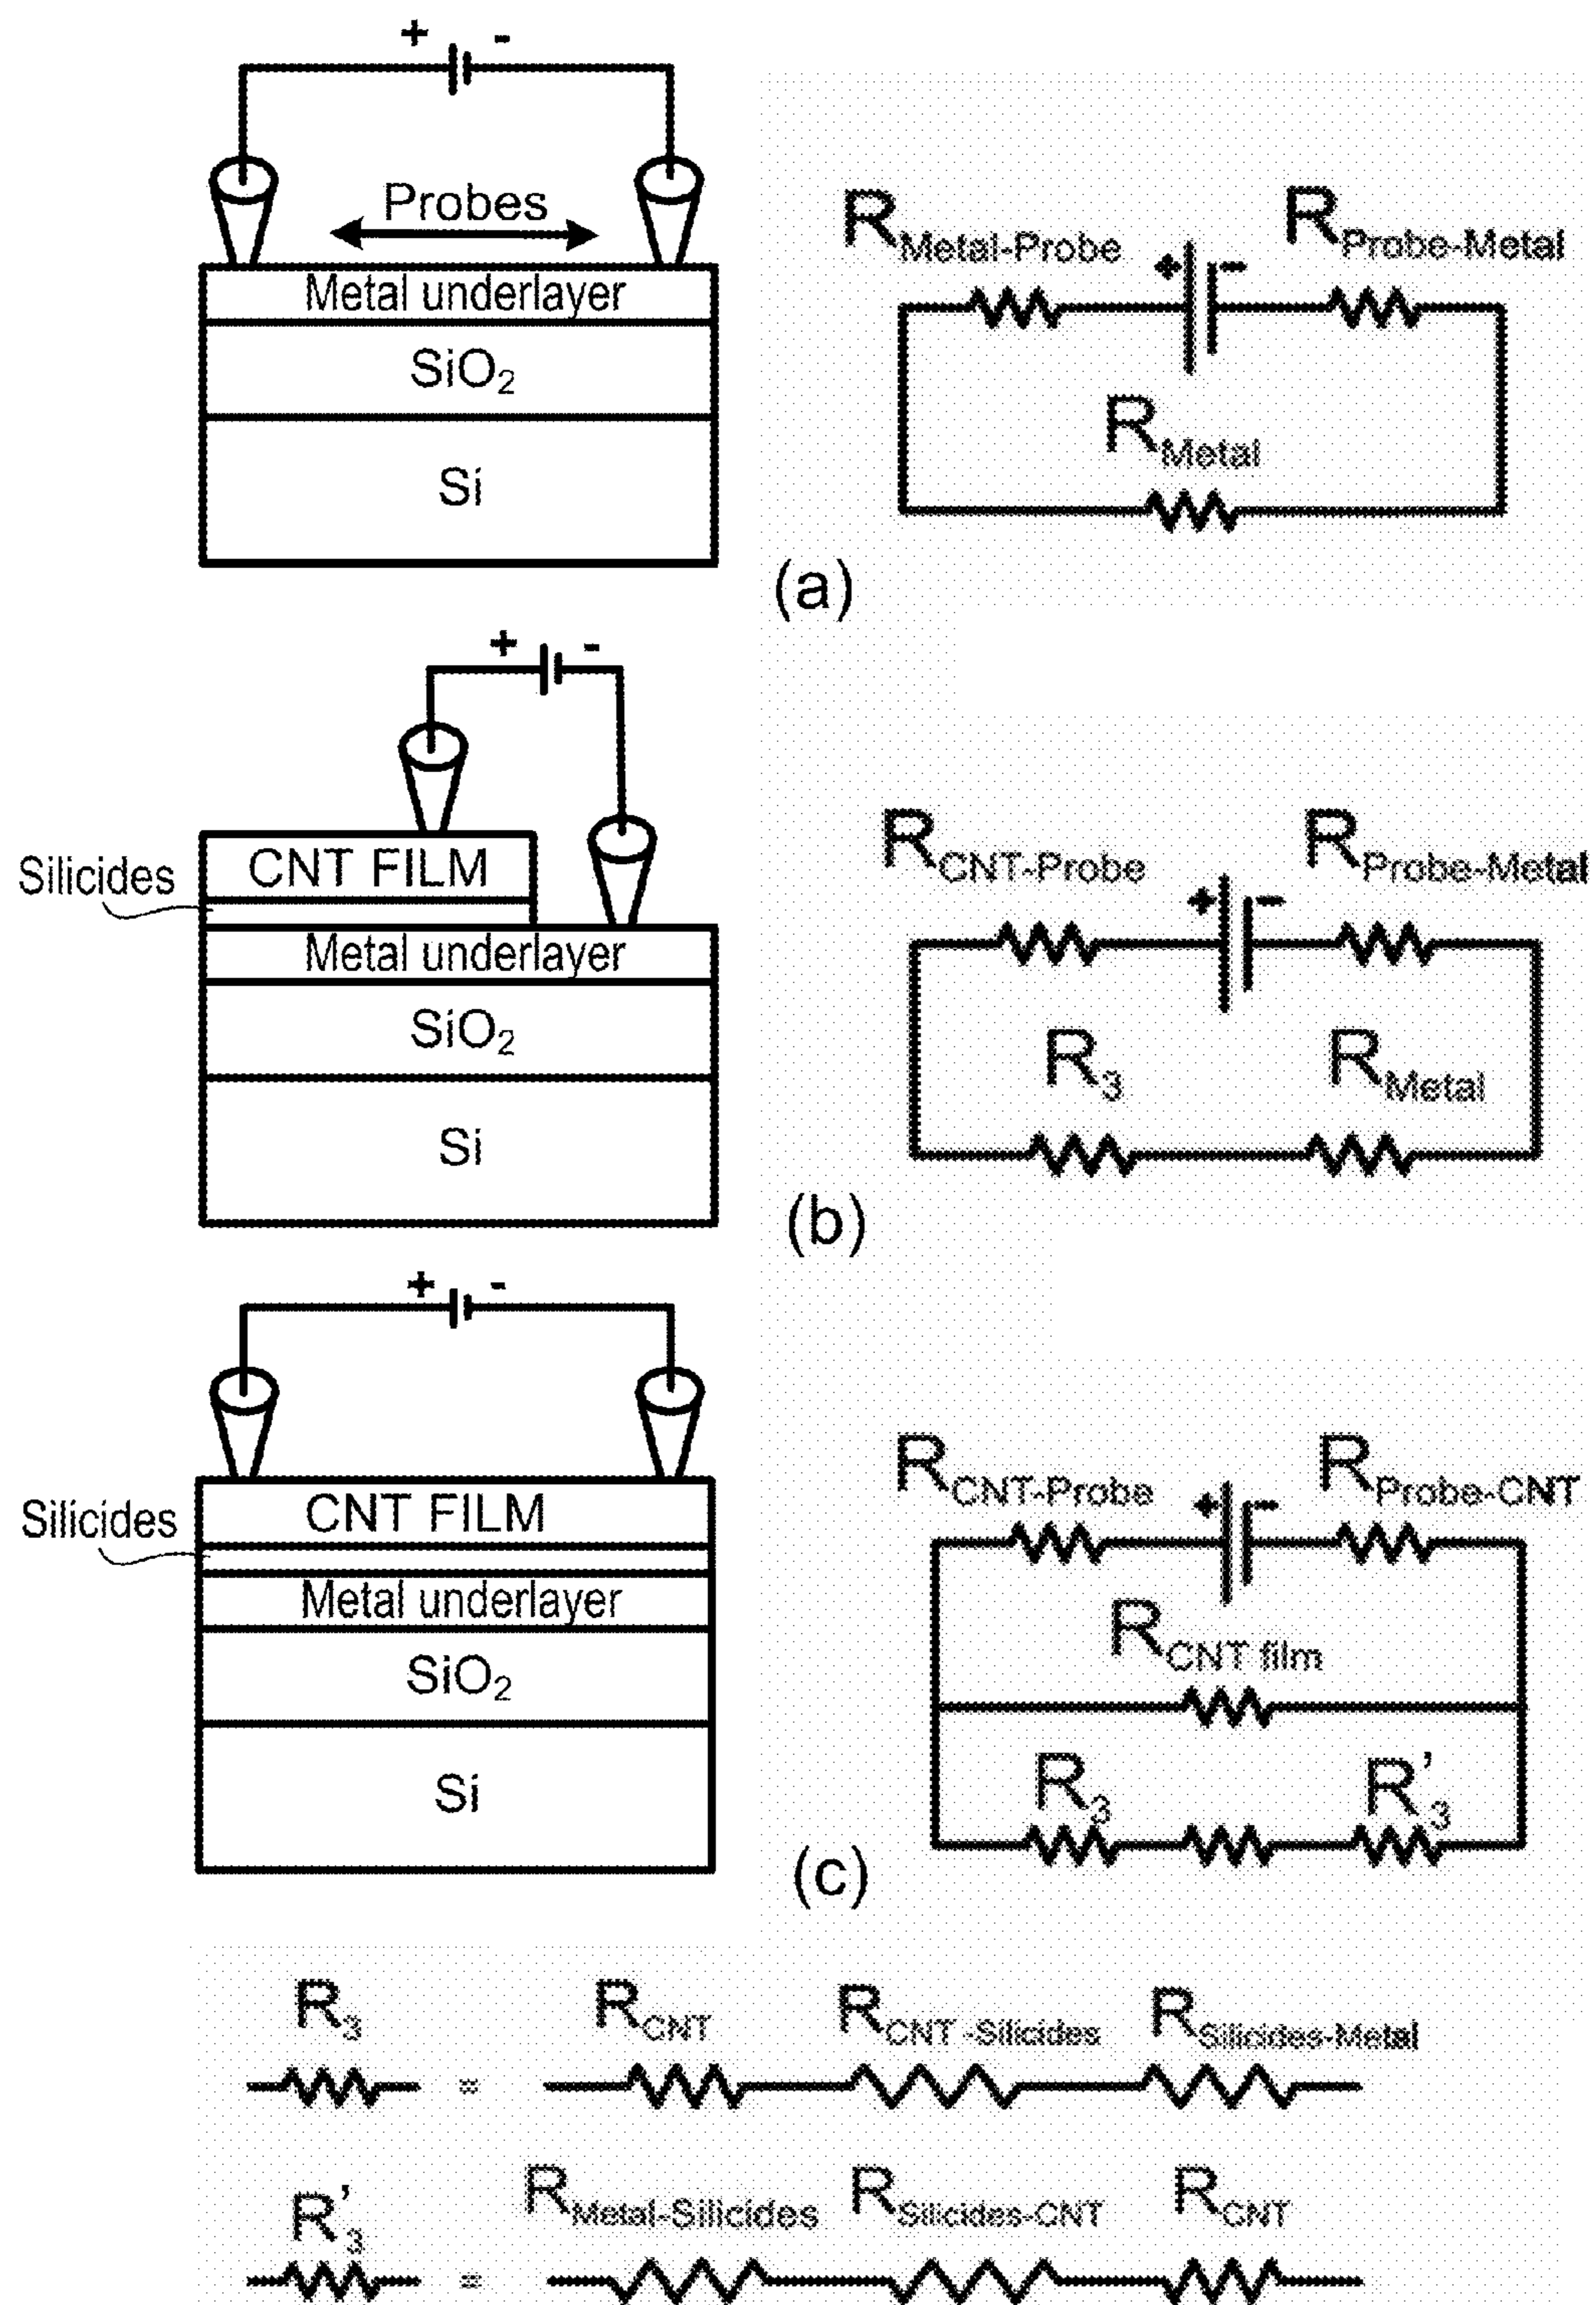 + -
Probes
Metal underlayer
SiO2
Si
RMetal-Probe
RProbe-Metal
+ -
RMetal
(a)
+ -
Silicides
CNT FILM
Metal underlayer
SiO2
Si
RCNT-Probe
RProbe-Metal
+ -
R3
RMetal
(b)
+ -
Silicides
CNT FILM
Metal underlayer
SiO2
Si
RCNT-Probe
RProbe-CNT
+ -
RCNT film
R3
R'3
(c)
R3 = RCNT RCNT -Silicides RSilicides-Metal
R'3 = RMetal-Silicides RSilicides-CNT RCNT